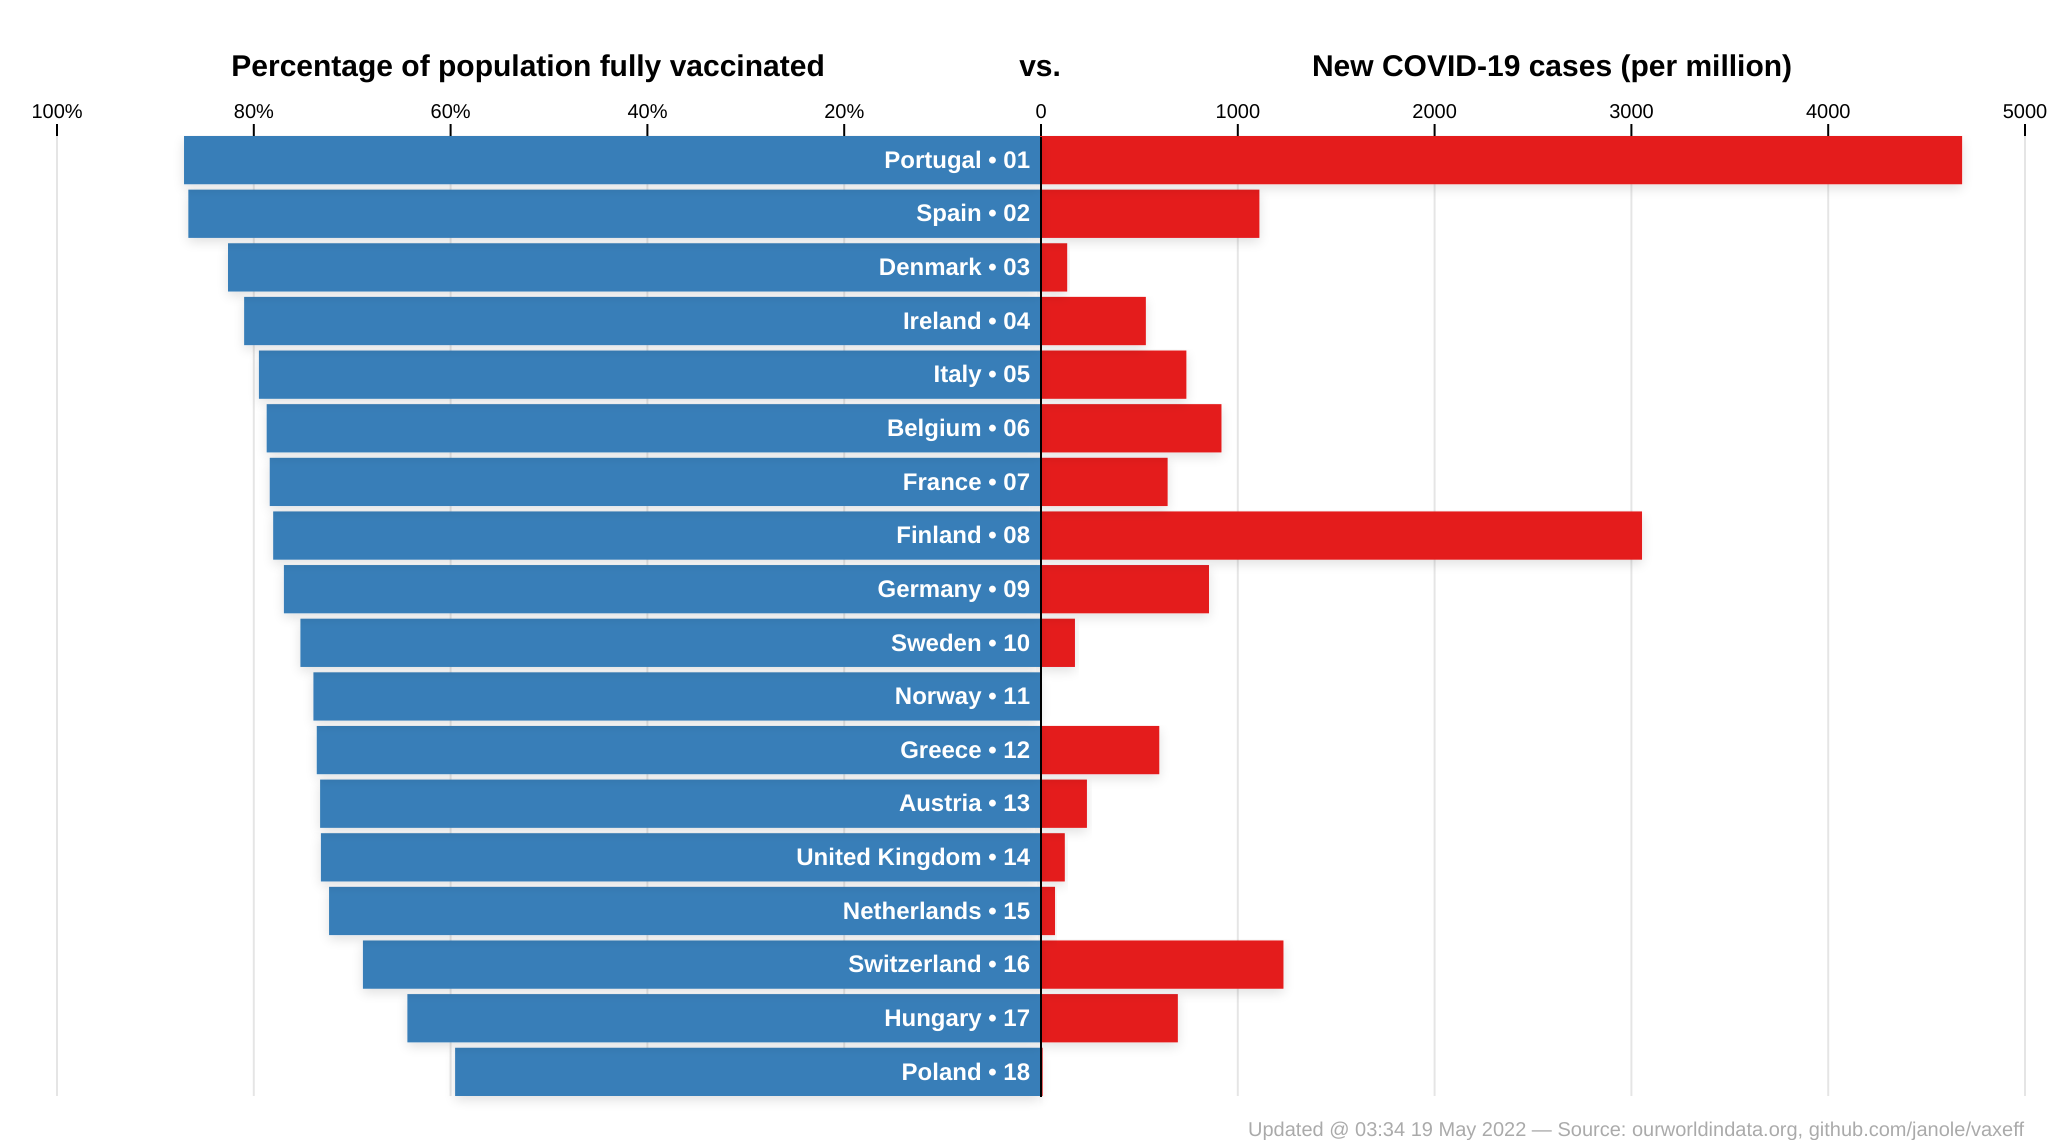 Percentage of population fully vaccinated vs. New COVID-19 cases (per million)
100% 80% 60% 40% 20% 0 1000 2000 3000 4000 5000
Portugal • 01
Spain • 02
Denmark • 03
Ireland • 04
Italy • 05
Belgium • 06
France • 07
Finland • 08
Germany • 09
Sweden • 10
Norway • 11
Greece • 12
Austria • 13
United Kingdom • 14
Netherlands • 15
Switzerland • 16
Hungary • 17
Poland • 18
Updated @ 03:34 19 May 2022 — Source: ourworldindata.org, github.com/janole/vaxeff